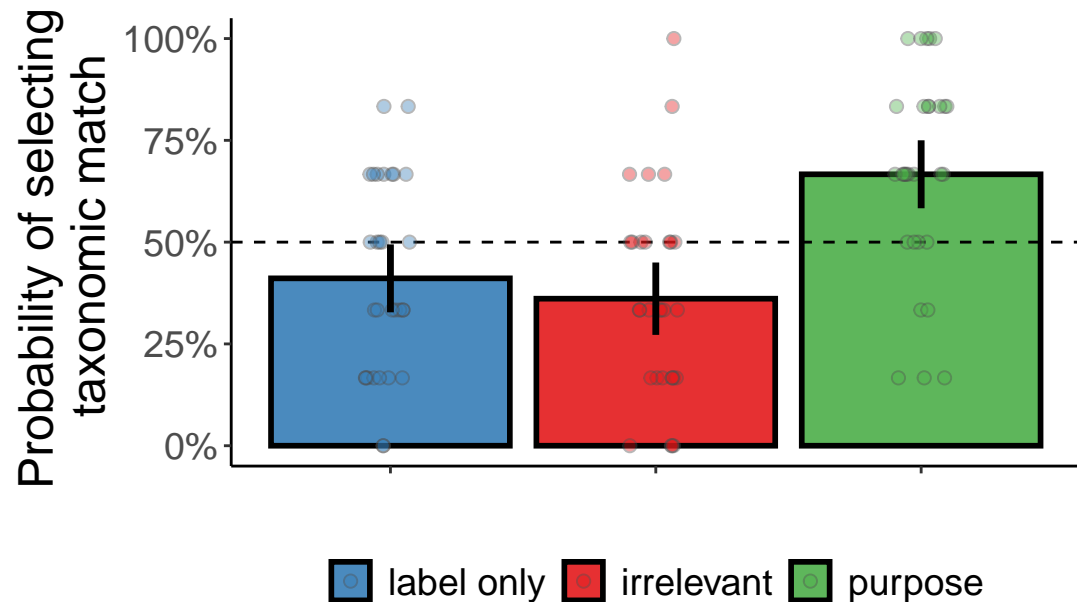 Probability of selecting
taxonomic match
100%
75%
50%
25%
0%
label only
irrelevant
purpose